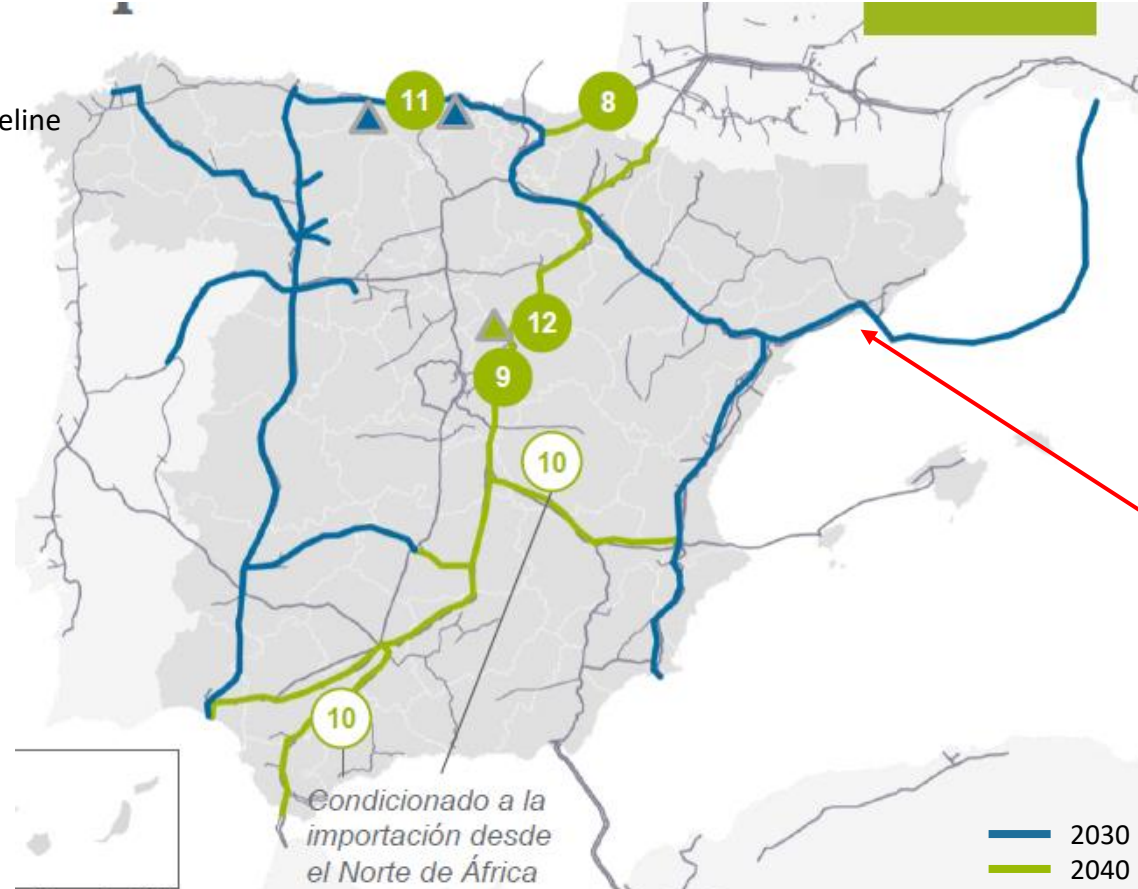 eline
11
8
12
9
10
10
Condicionado a la
importación desde
el Norte de África
2030
2040